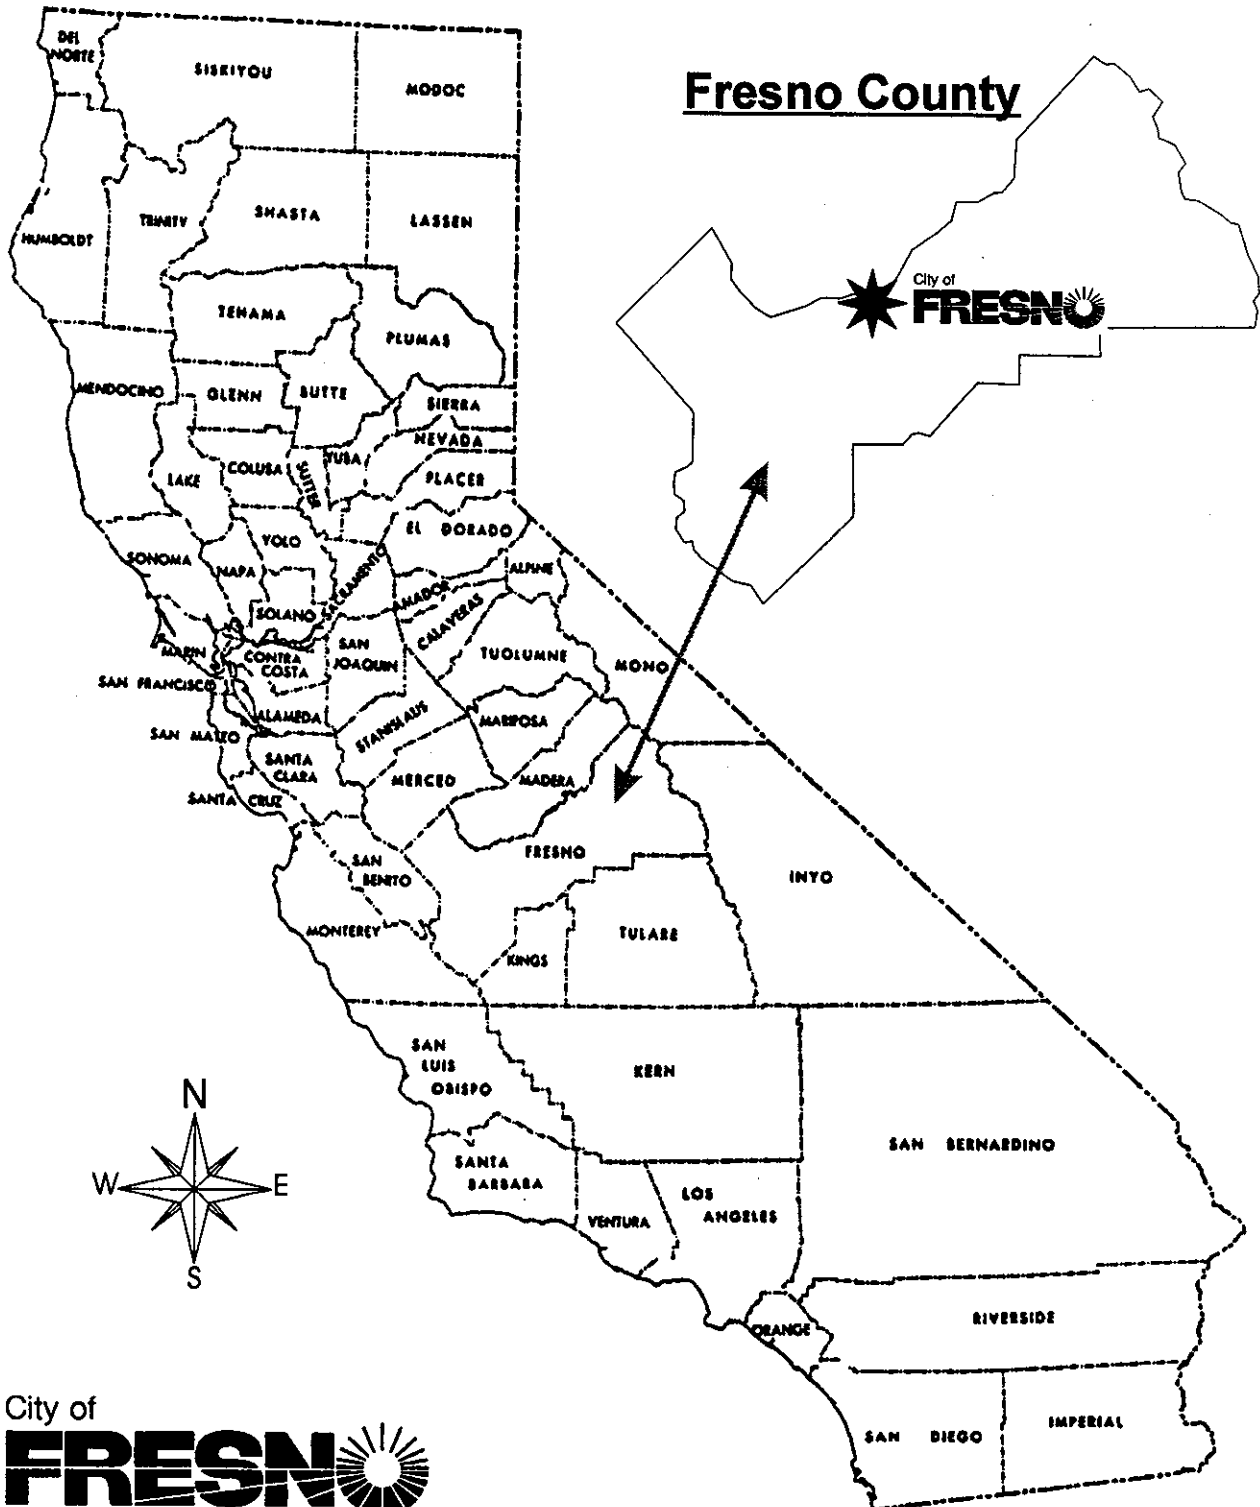 DEL
NORTE
SISKIYOU
MODOC
Fresno County
HUMBOLDT
TRINITY
SHASTA
LASSEN
TEHAMA
PLUMAS
City of
FRESNO
MENDOCINO
GLENN
BUTTE
SIERRA
NEVADA
YUBA
COLUSA
SUTTER
LAKE
PLACER
EL DORADO
YOLO
SONOMA
NAPA
SACRAMENTO
ALPINE
AMADOR
SOLANO
CALAVERAS
SAN
JOAQUIN
TUOLUMNE
MONO
MARIN
CONTRA
COSTA
SAN FRANCISCO
ALAMEDA
STANISLAUS
MARIPOSA
SAN MATEO
SANTA
CLARA
MERCED
MADERA
SANTA CRUZ
FRESNO
SAN
BENITO
INYO
MONTEREY
KINGS
TULARE
SAN
LUIS
OBISPO
KERN
N
W
E
S
SAN BERNARDINO
SANTA
BARBARA
VENTURA
LOS
ANGELES
ORANGE
RIVERSIDE
SAN DIEGO
IMPERIAL
City of
FRESNO